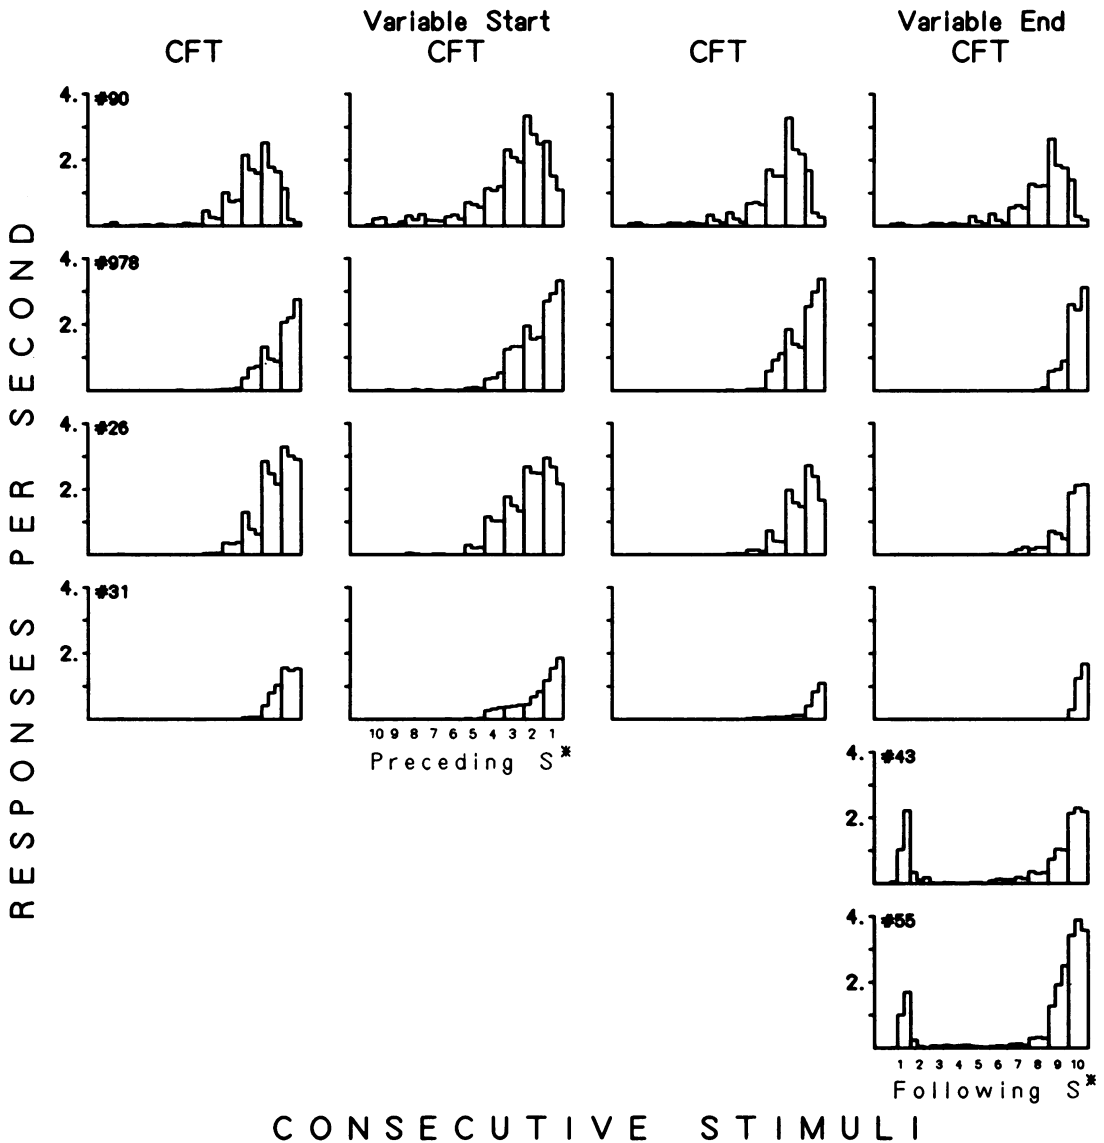 Variable Start
Variable End
CFT CFT CFT CFT
RESPONSES PER SECOND
4. #90
2.
4. #978
2.
4. #26
2.
4. #31
2.
10 9 8 7 6 5 4 3 2 1
Preceding S*
4. #43
2.
4. #55
2.
1 2 3 4 5 6 7 8 9 10
Following S*
CONSECUTIVE STIMULI